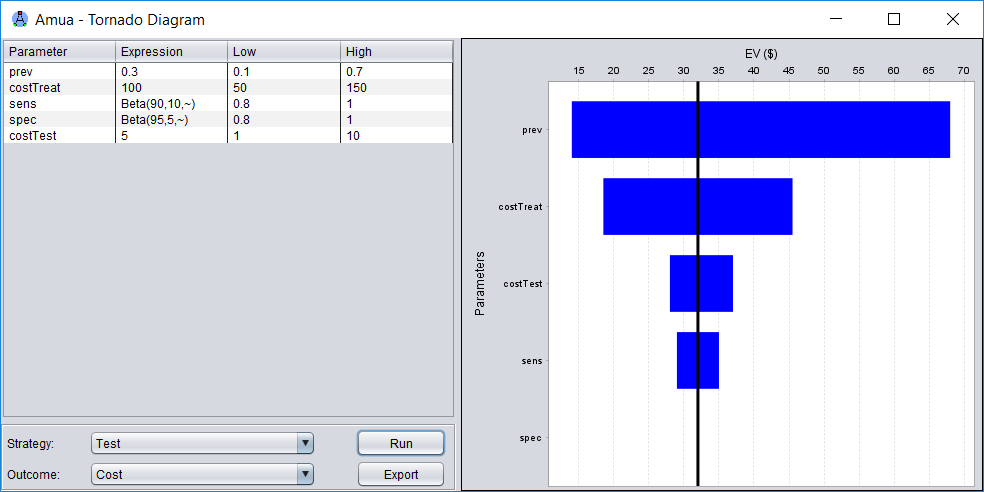 Amua - Tornado Diagram
Parameter Expression Low High
prev 0.3 0.1 0.7
costTreat 100 50 150
sens Beta(90,10,~) 0.8 1
spec Beta(95,5,~) 0.8 1
costTest 5 1 10
Strategy: Test Run
Outcome: Cost Export
EV ($)
15 20 25 30 35 40 45 50 55 60 65 70
Parameters
prev
costTreat
costTest
sens
spec